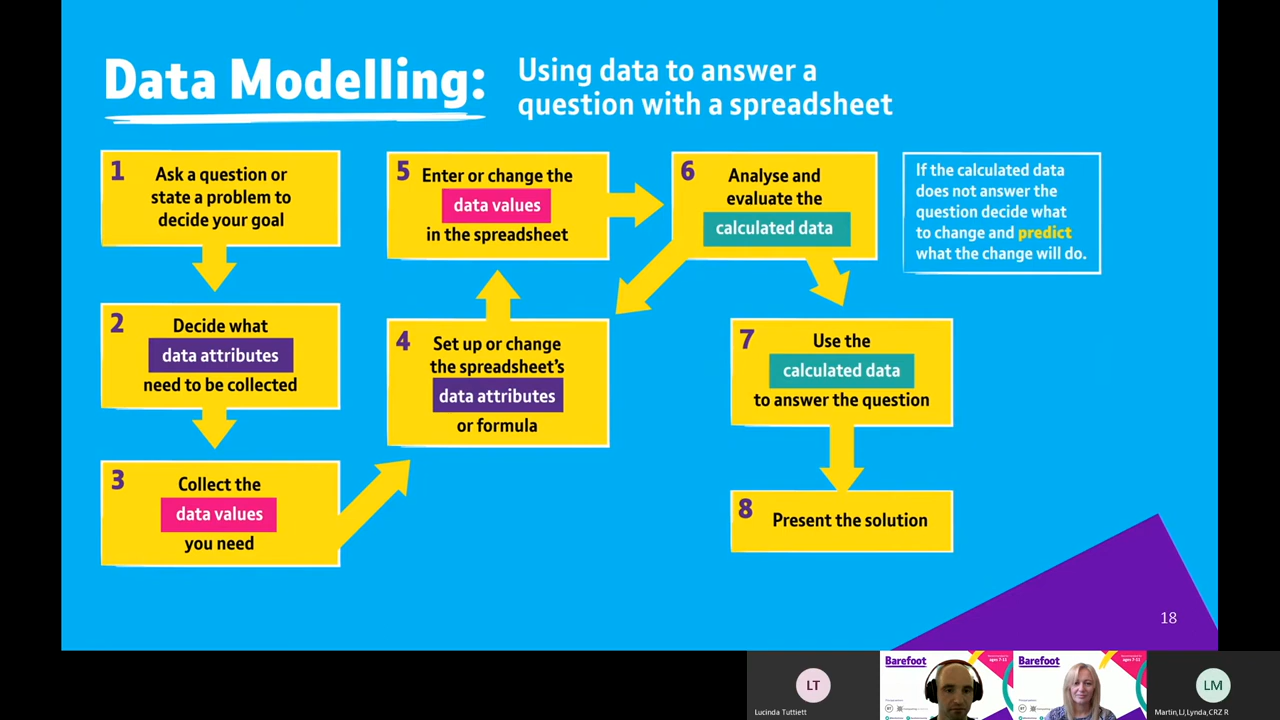 Data Modelling:
Using data to answer a
question with a spreadsheet
1
Ask a question or
state a problem to
decide your goal
2
Decide what
data attributes
need to be collected
3
Collect the
data values
you need
4
Set up or change
the spreadsheet's
data attributes
or formula
5
Enter or change the
data values
in the spreadsheet
6
Analyse and
evaluate the
calculated data
If the calculated data
does not answer the
question decide what
to change and predict
what the change will do.
7
Use the
calculated data
to answer the question
8
Present the solution
18
LT
Lucinda Tuttiett
Barefoot
Barefoot
LM
Martin,LJ,Lynda,CRZ R